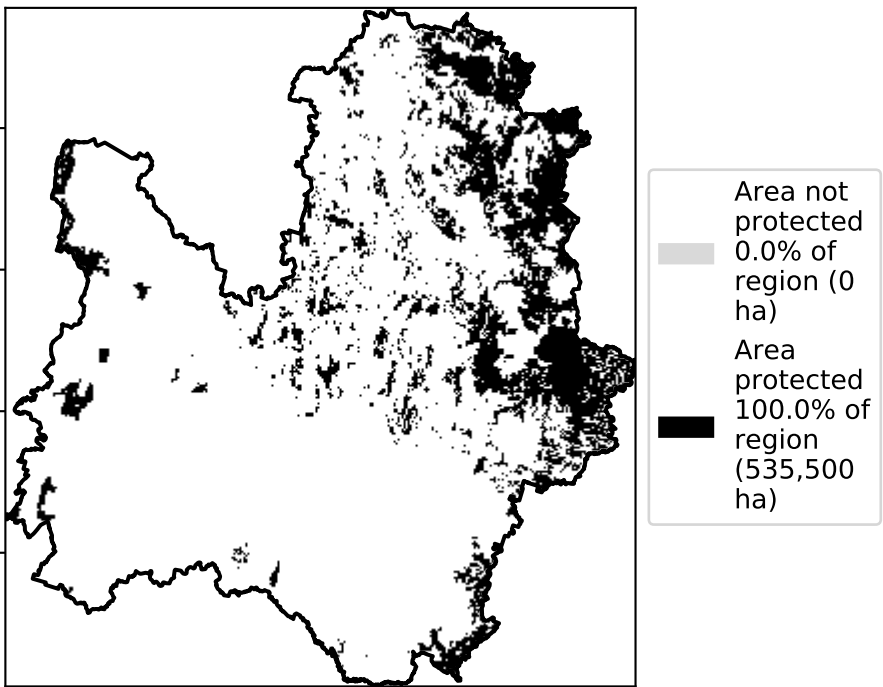 Area not
protected
0.0% of
region (0
ha)
Area
protected
100.0% of
region
(535,500
ha)